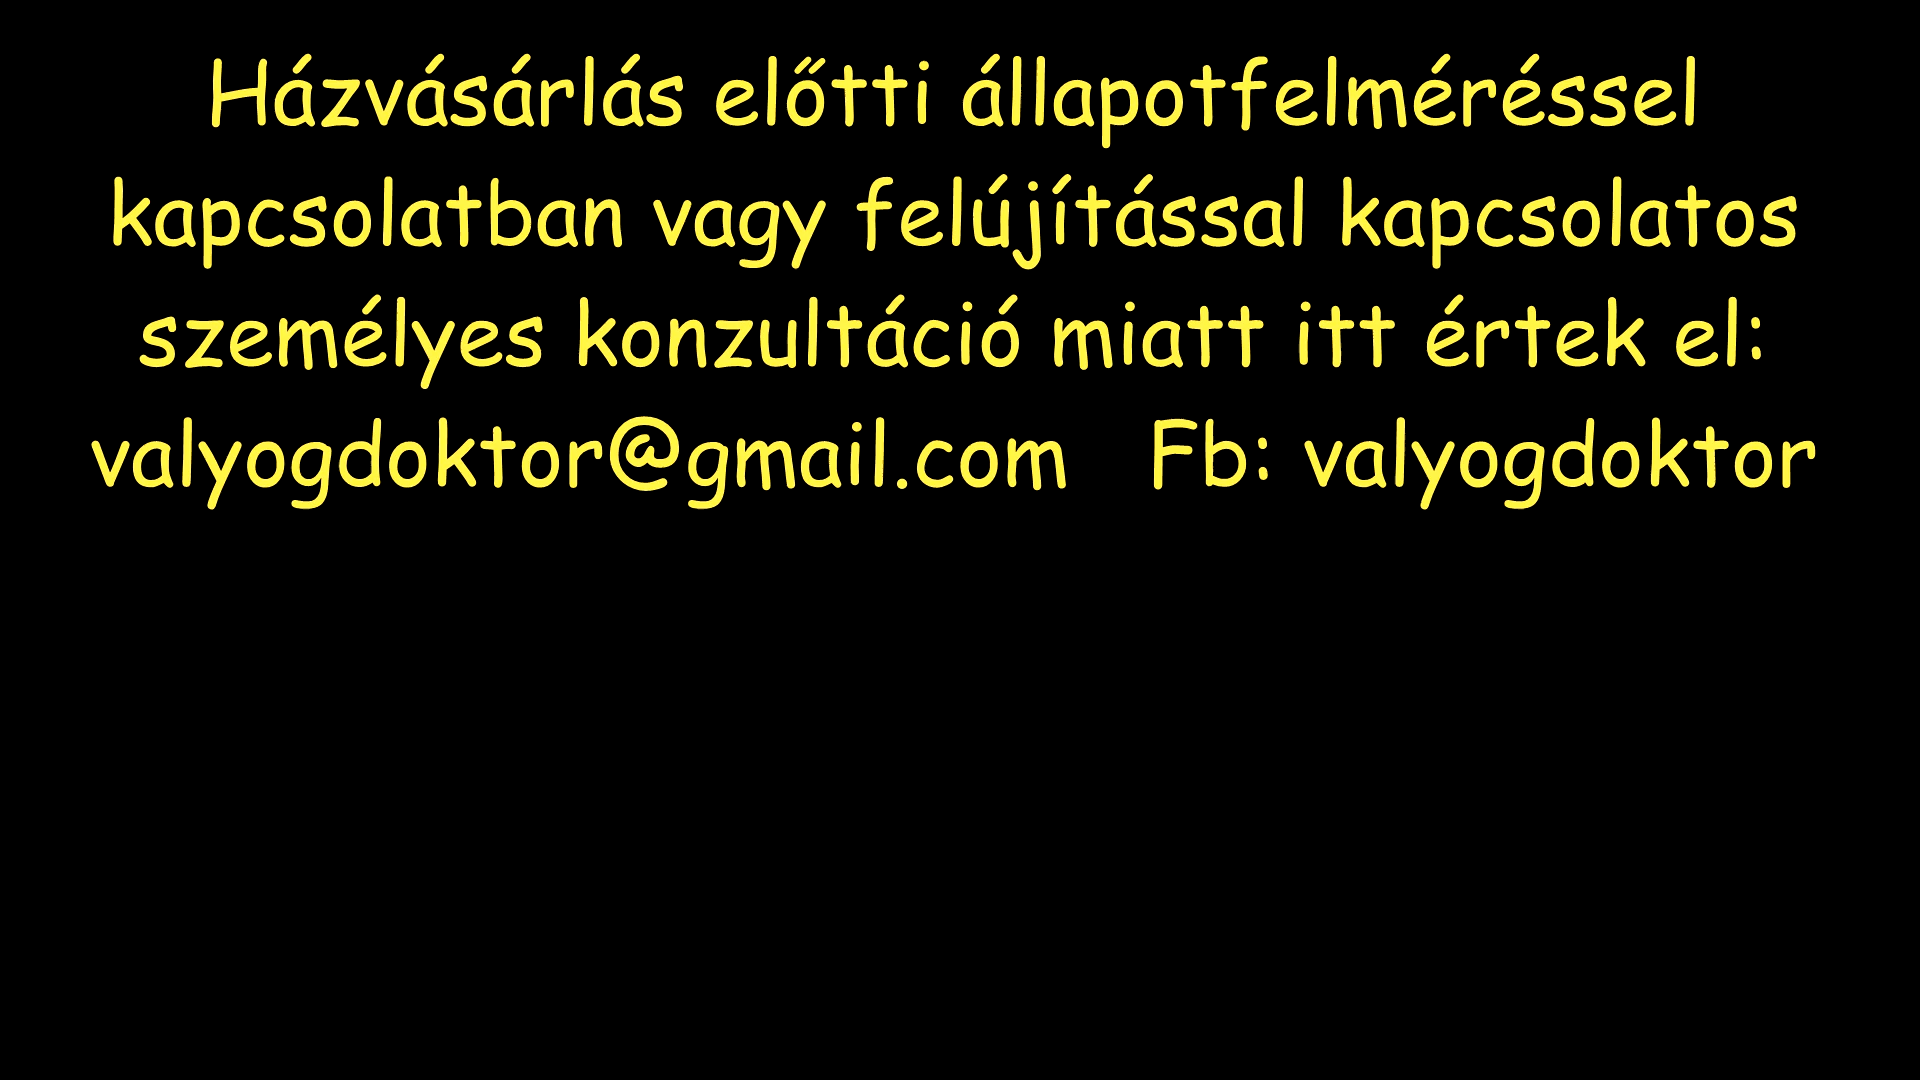 Házvásárlás előtti állapotfelméréssel
kapcsolatban vagy felújítással kapcsolatos
személyes konzultáció miatt itt értek el:
valyogdoktor@gmail.com   Fb: valyogdoktor